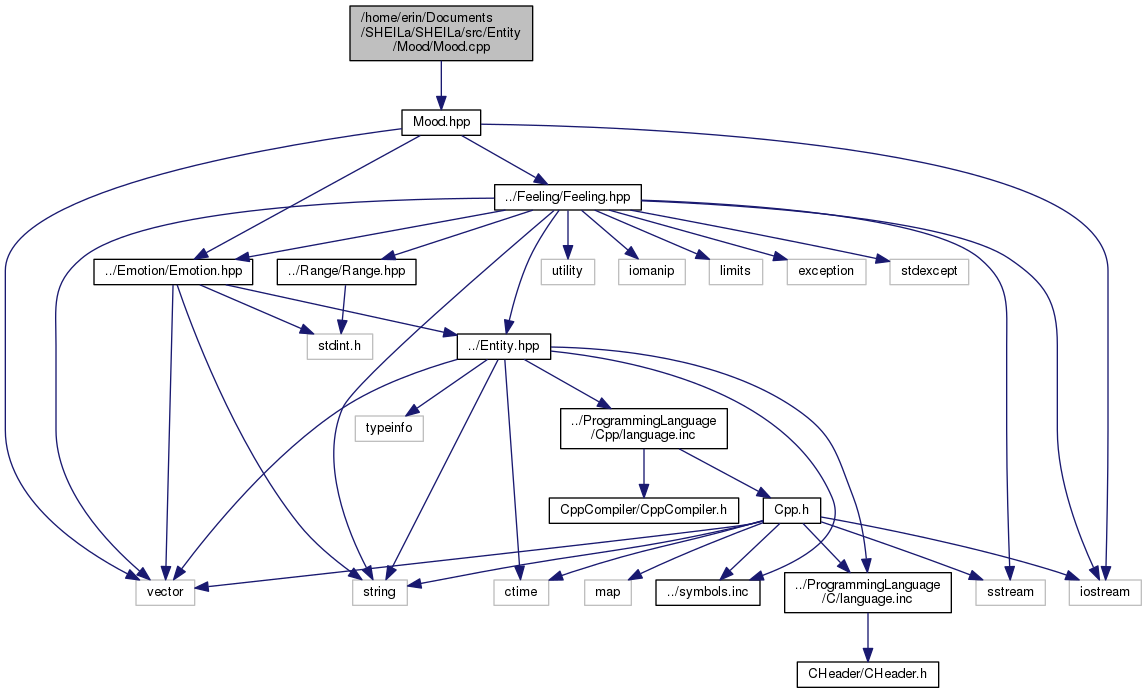 /home/erin/Documents
/SHEILa/SHEILa/src/Entity
/Mood/Mood.cpp
Mood.hpp
../Feeling/Feeling.hpp
../Emotion/Emotion.hpp
../Range/Range.hpp
utility
iomanip
limits
exception
stdexcept
stdint.h
../Entity.hpp
typeinfo
../ProgrammingLanguage
/Cpp/language.inc
CppCompiler/CppCompiler.h
Cpp.h
vector
string
ctime
map
../symbols.inc
../ProgrammingLanguage
/C/language.inc
sstream
iostream
CHeader/CHeader.h